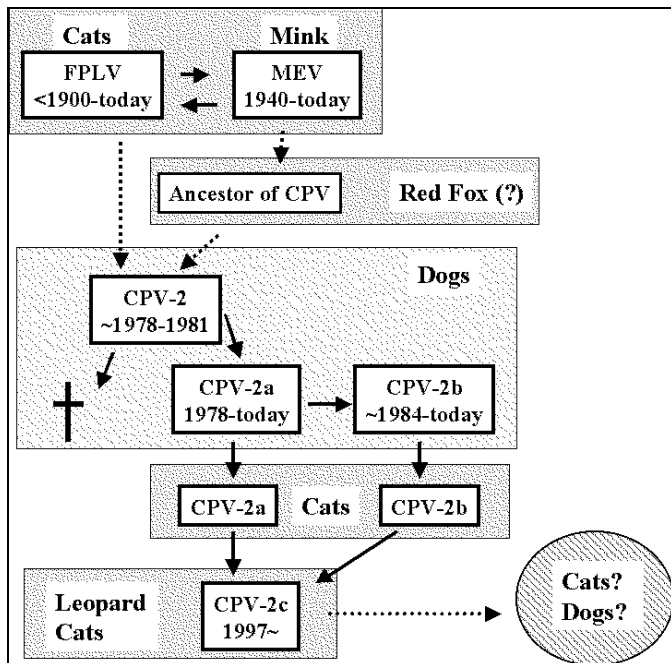 Cats
Mink
FPLV
<1900-today
MEV
1940-today
Ancestor of CPV
Red Fox (?)
Dogs
CPV-2
~1978-1981
CPV-2a
1978-today
CPV-2b
~1984-today
CPV-2a
Cats
CPV-2b
Leopard
Cats
CPV-2c
1997~
Cats?
Dogs?